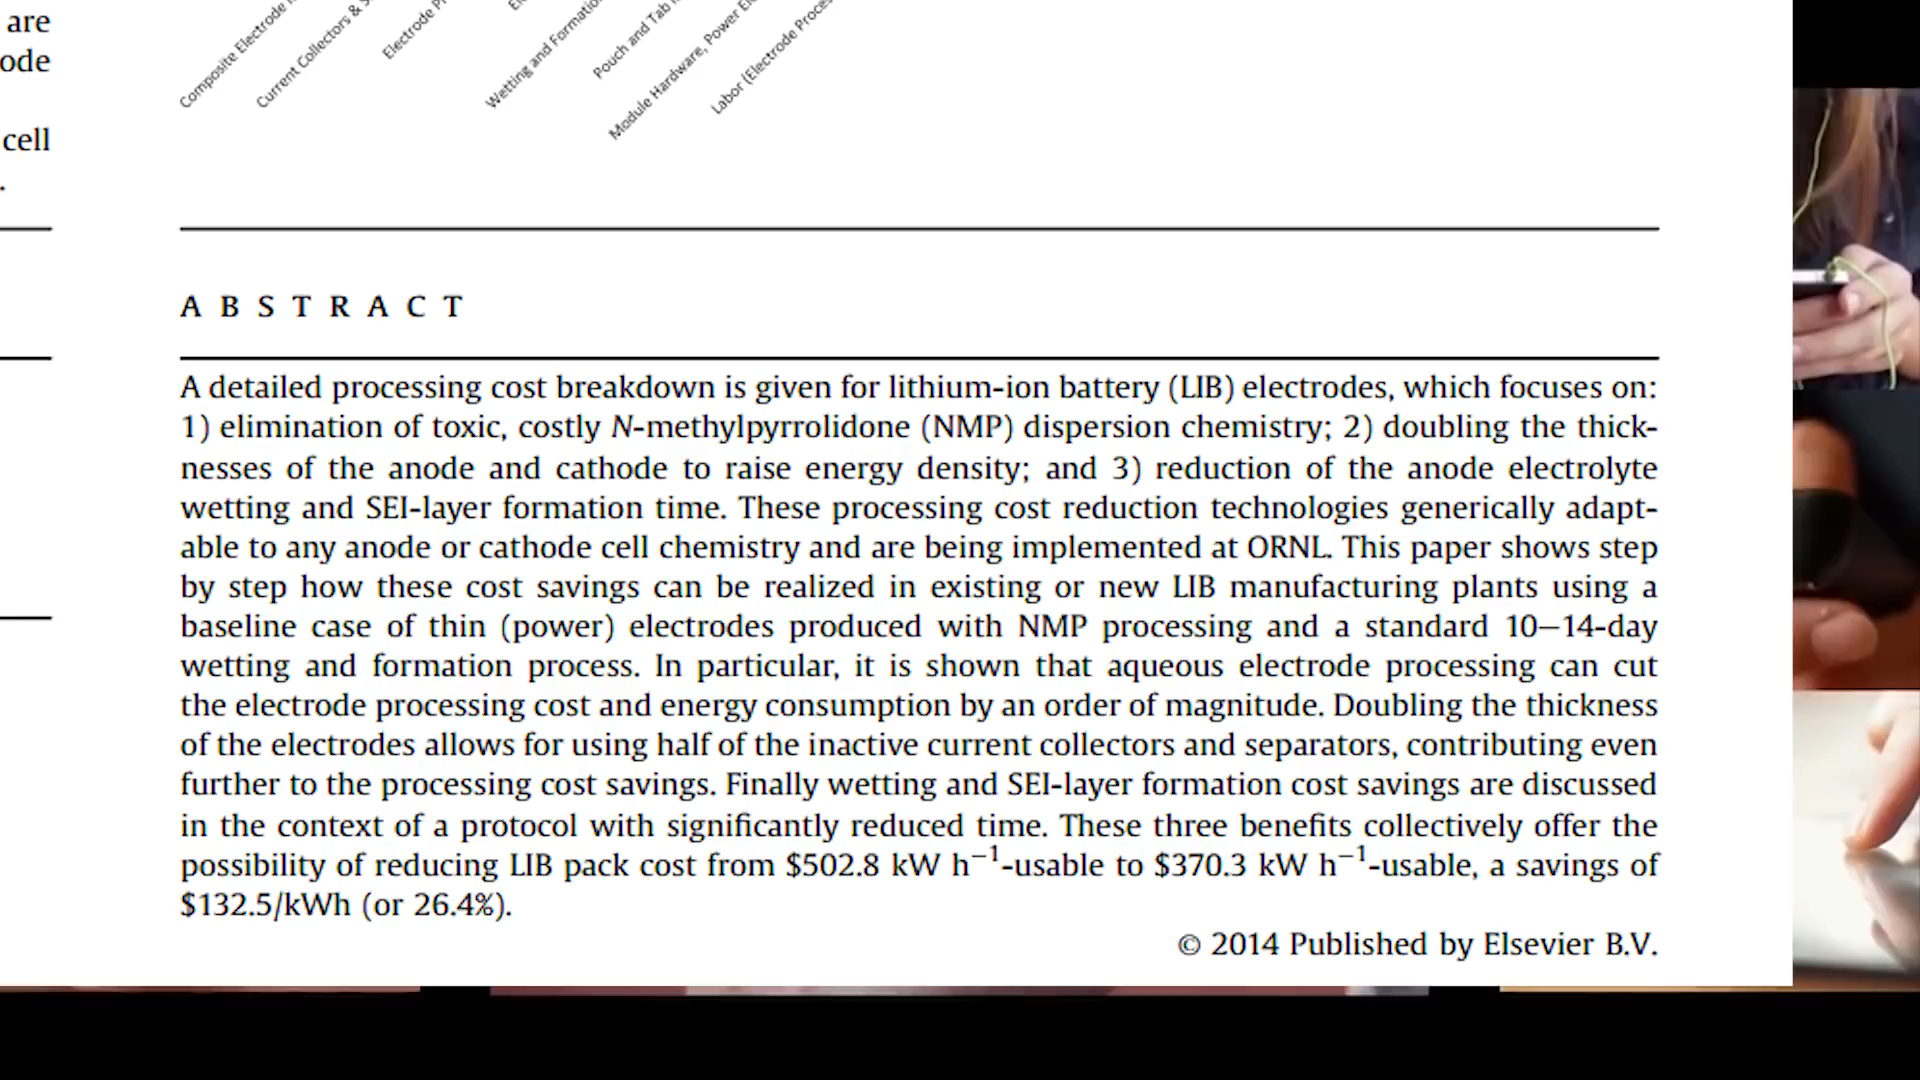 are
ode
cell
.
Composite Electrode
Current Collectors &
Electrode
Wetting and
Pouch and Tab
Module Hardware, Power
Labor (Electrode
ABSTRACT
A detailed processing cost breakdown is given for lithium-ion battery (LIB) electrodes, which focuses on:
1) elimination of toxic, costly N-methylpyrrolidone (NMP) dispersion chemistry; 2) doubling the thick-
nesses of the anode and cathode to raise energy density; and 3) reduction of the anode electrolyte
wetting and SEI-layer formation time. These processing cost reduction technologies generically adapt-
able to any anode or cathode cell chemistry and are being implemented at ORNL. This paper shows step
by step how these cost savings can be realized in existing or new LIB manufacturing plants using a
baseline case of thin (power) electrodes produced with NMP processing and a standard 10–14-day
wetting and formation process. In particular, it is shown that aqueous electrode processing can cut
the electrode processing cost and energy consumption by an order of magnitude. Doubling the thickness
of the electrodes allows for using half of the inactive current collectors and separators, contributing even
further to the processing cost savings. Finally wetting and SEI-layer formation cost savings are discussed
in the context of a protocol with significantly reduced time. These three benefits collectively offer the
possibility of reducing LIB pack cost from $502.8 kW h⁻¹-usable to $370.3 kW h⁻¹-usable, a savings of
$132.5/kWh (or 26.4%).
© 2014 Published by Elsevier B.V.